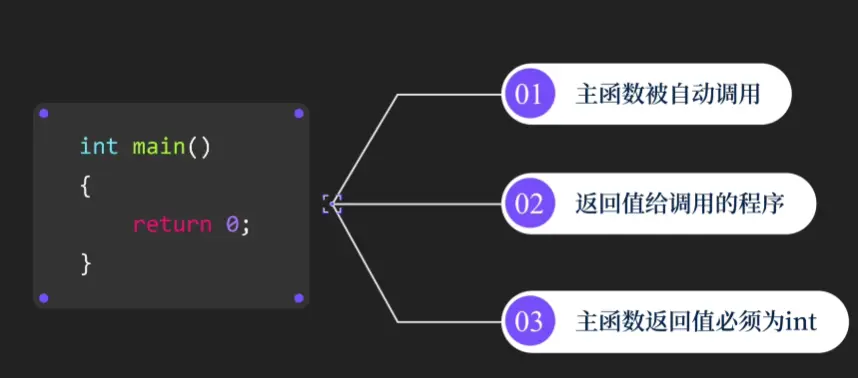 int main()
{
return 0;
}
01 主函数被自动调用
02 返回值给调用的程序
03 主函数返回值必须为int